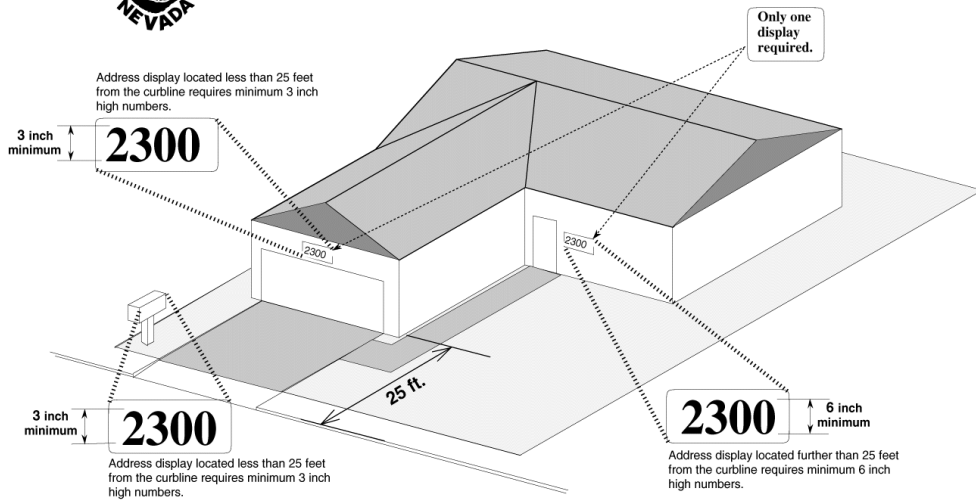 NEVADA
Only one
display
required.
Address display located less than 25 feet
from the curbline requires minimum 3 inch
high numbers.
3 inch
minimum
2300
2300
2300
25 ft.
3 inch
minimum
2300
Address display located less than 25 feet
from the curbline requires minimum 3 inch
high numbers.
2300
6 inch
minimum
Address display located further than 25 feet
from the curbline requires minimum 6 inch
high numbers.